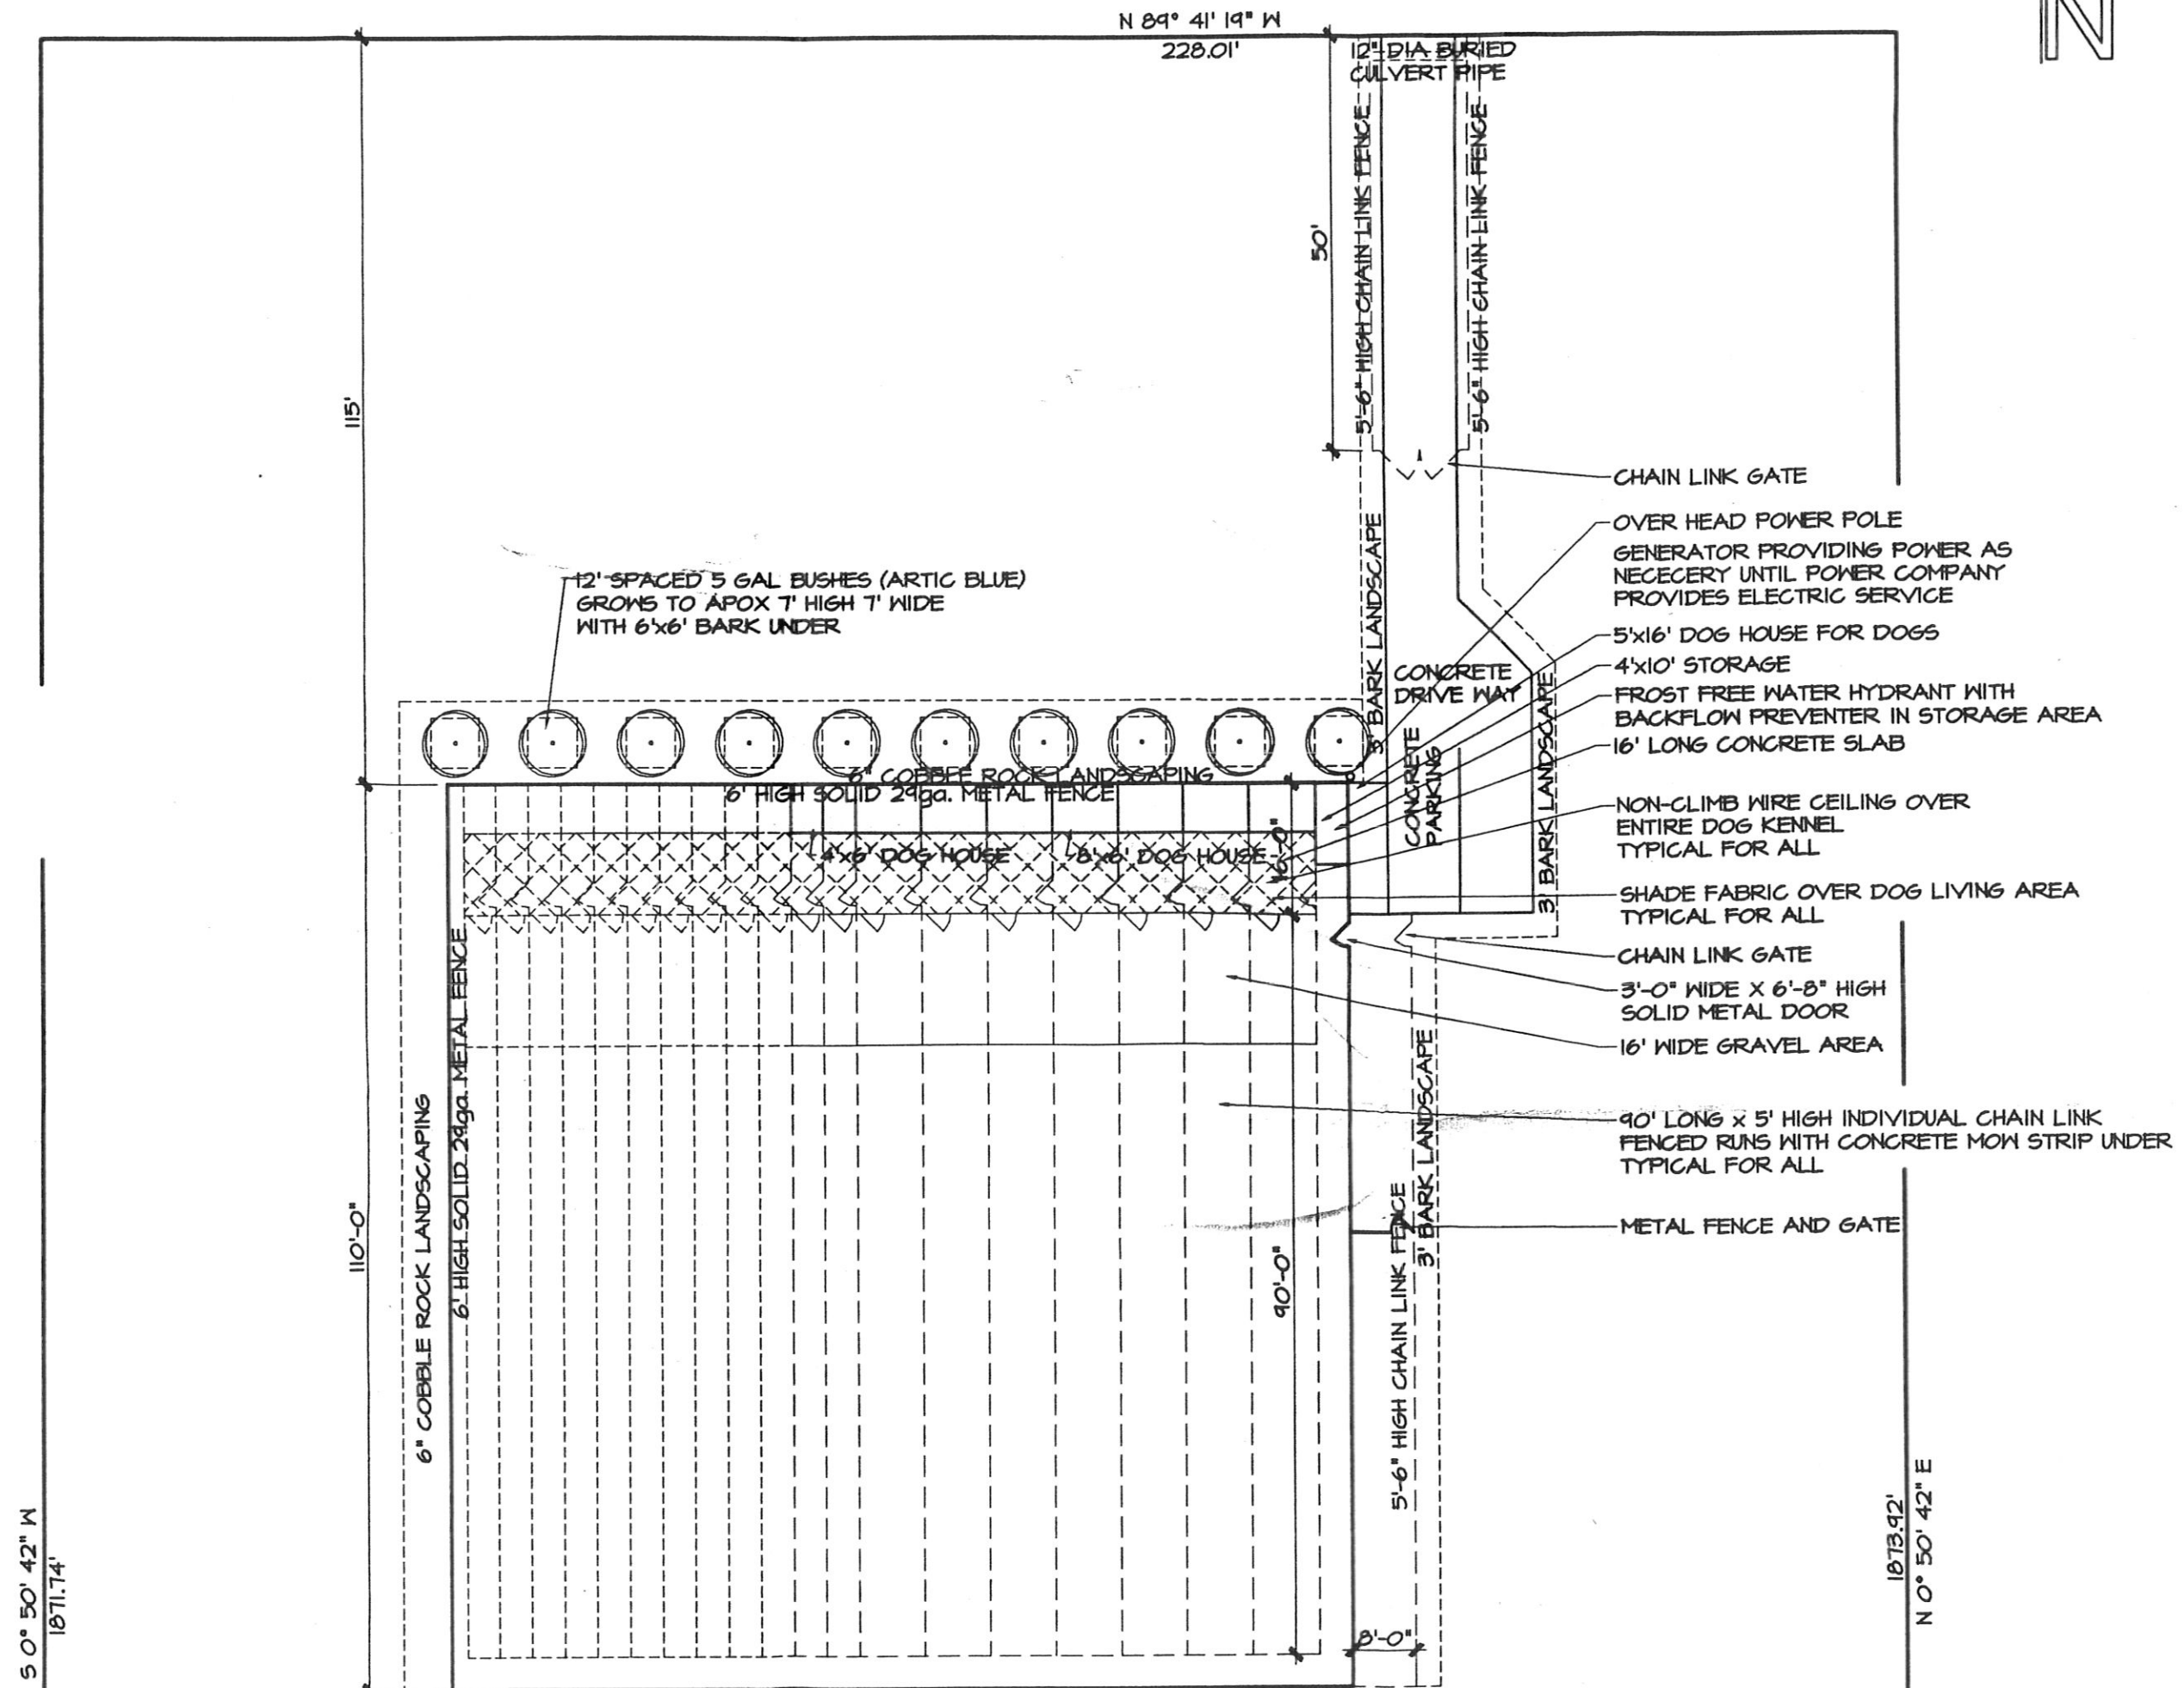 N
N 89° 41' 19" W
228.01'
12" DIA BURIED
CULVERT PIPE
5'-6" HIGH CHAIN LINK FENCE
5'-6" HIGH CHAIN LINK FENCE
50'
115'
CHAIN LINK GATE
OVER HEAD POWER POLE
GENERATOR PROVIDING POWER AS
NECECERY UNTIL POWER COMPANY
PROVIDES ELECTRIC SERVICE
12' SPACED 5 GAL BUSHES (ARTIC BLUE)
GROWS TO APOX 7' HIGH 7' WIDE
WITH 6'x6' BARK UNDER
5'x16' DOG HOUSE FOR DOGS
4'x10' STORAGE
FROST FREE WATER HYDRANT WITH
BACKFLOW PREVENTER IN STORAGE AREA
16' LONG CONCRETE SLAB
3' BARK LANDSCAPE
CONCRETE
DRIVE WAY
CONCRETE
PARKING
3' BARK LANDSCAPE
6" COBBLE ROCK LANDSGAPING
6' HIGH SOLID 29ga. METAL FENCE
NON-CLIMB WIRE CEILING OVER
ENTIRE DOG KENNEL
TYPICAL FOR ALL
4'x6' DOG HOUSE
8'x6' DOG HOUSE
16'-0"
SHADE FABRIC OVER DOG LIVING AREA
TYPICAL FOR ALL
CHAIN LINK GATE
3'-0" WIDE X 6'-8" HIGH
SOLID METAL DOOR
16' WIDE GRAVEL AREA
90' LONG x 5' HIGH INDIVIDUAL CHAIN LINK
FENCED RUNS WITH CONCRETE MOW STRIP UNDER
TYPICAL FOR ALL
METAL FENCE AND GATE
110'-0"
6" COBBLE ROCK LANDSCAPING
6' HIGH SOLID 29ga. METAL FENCE
90'-0"
5'-6" HIGH CHAIN LINK FENCE
3' BARK LANDSCAPE
8'-0"
S 0° 50' 42" W
1871.74'
1873.92'
N 0° 50' 42" E